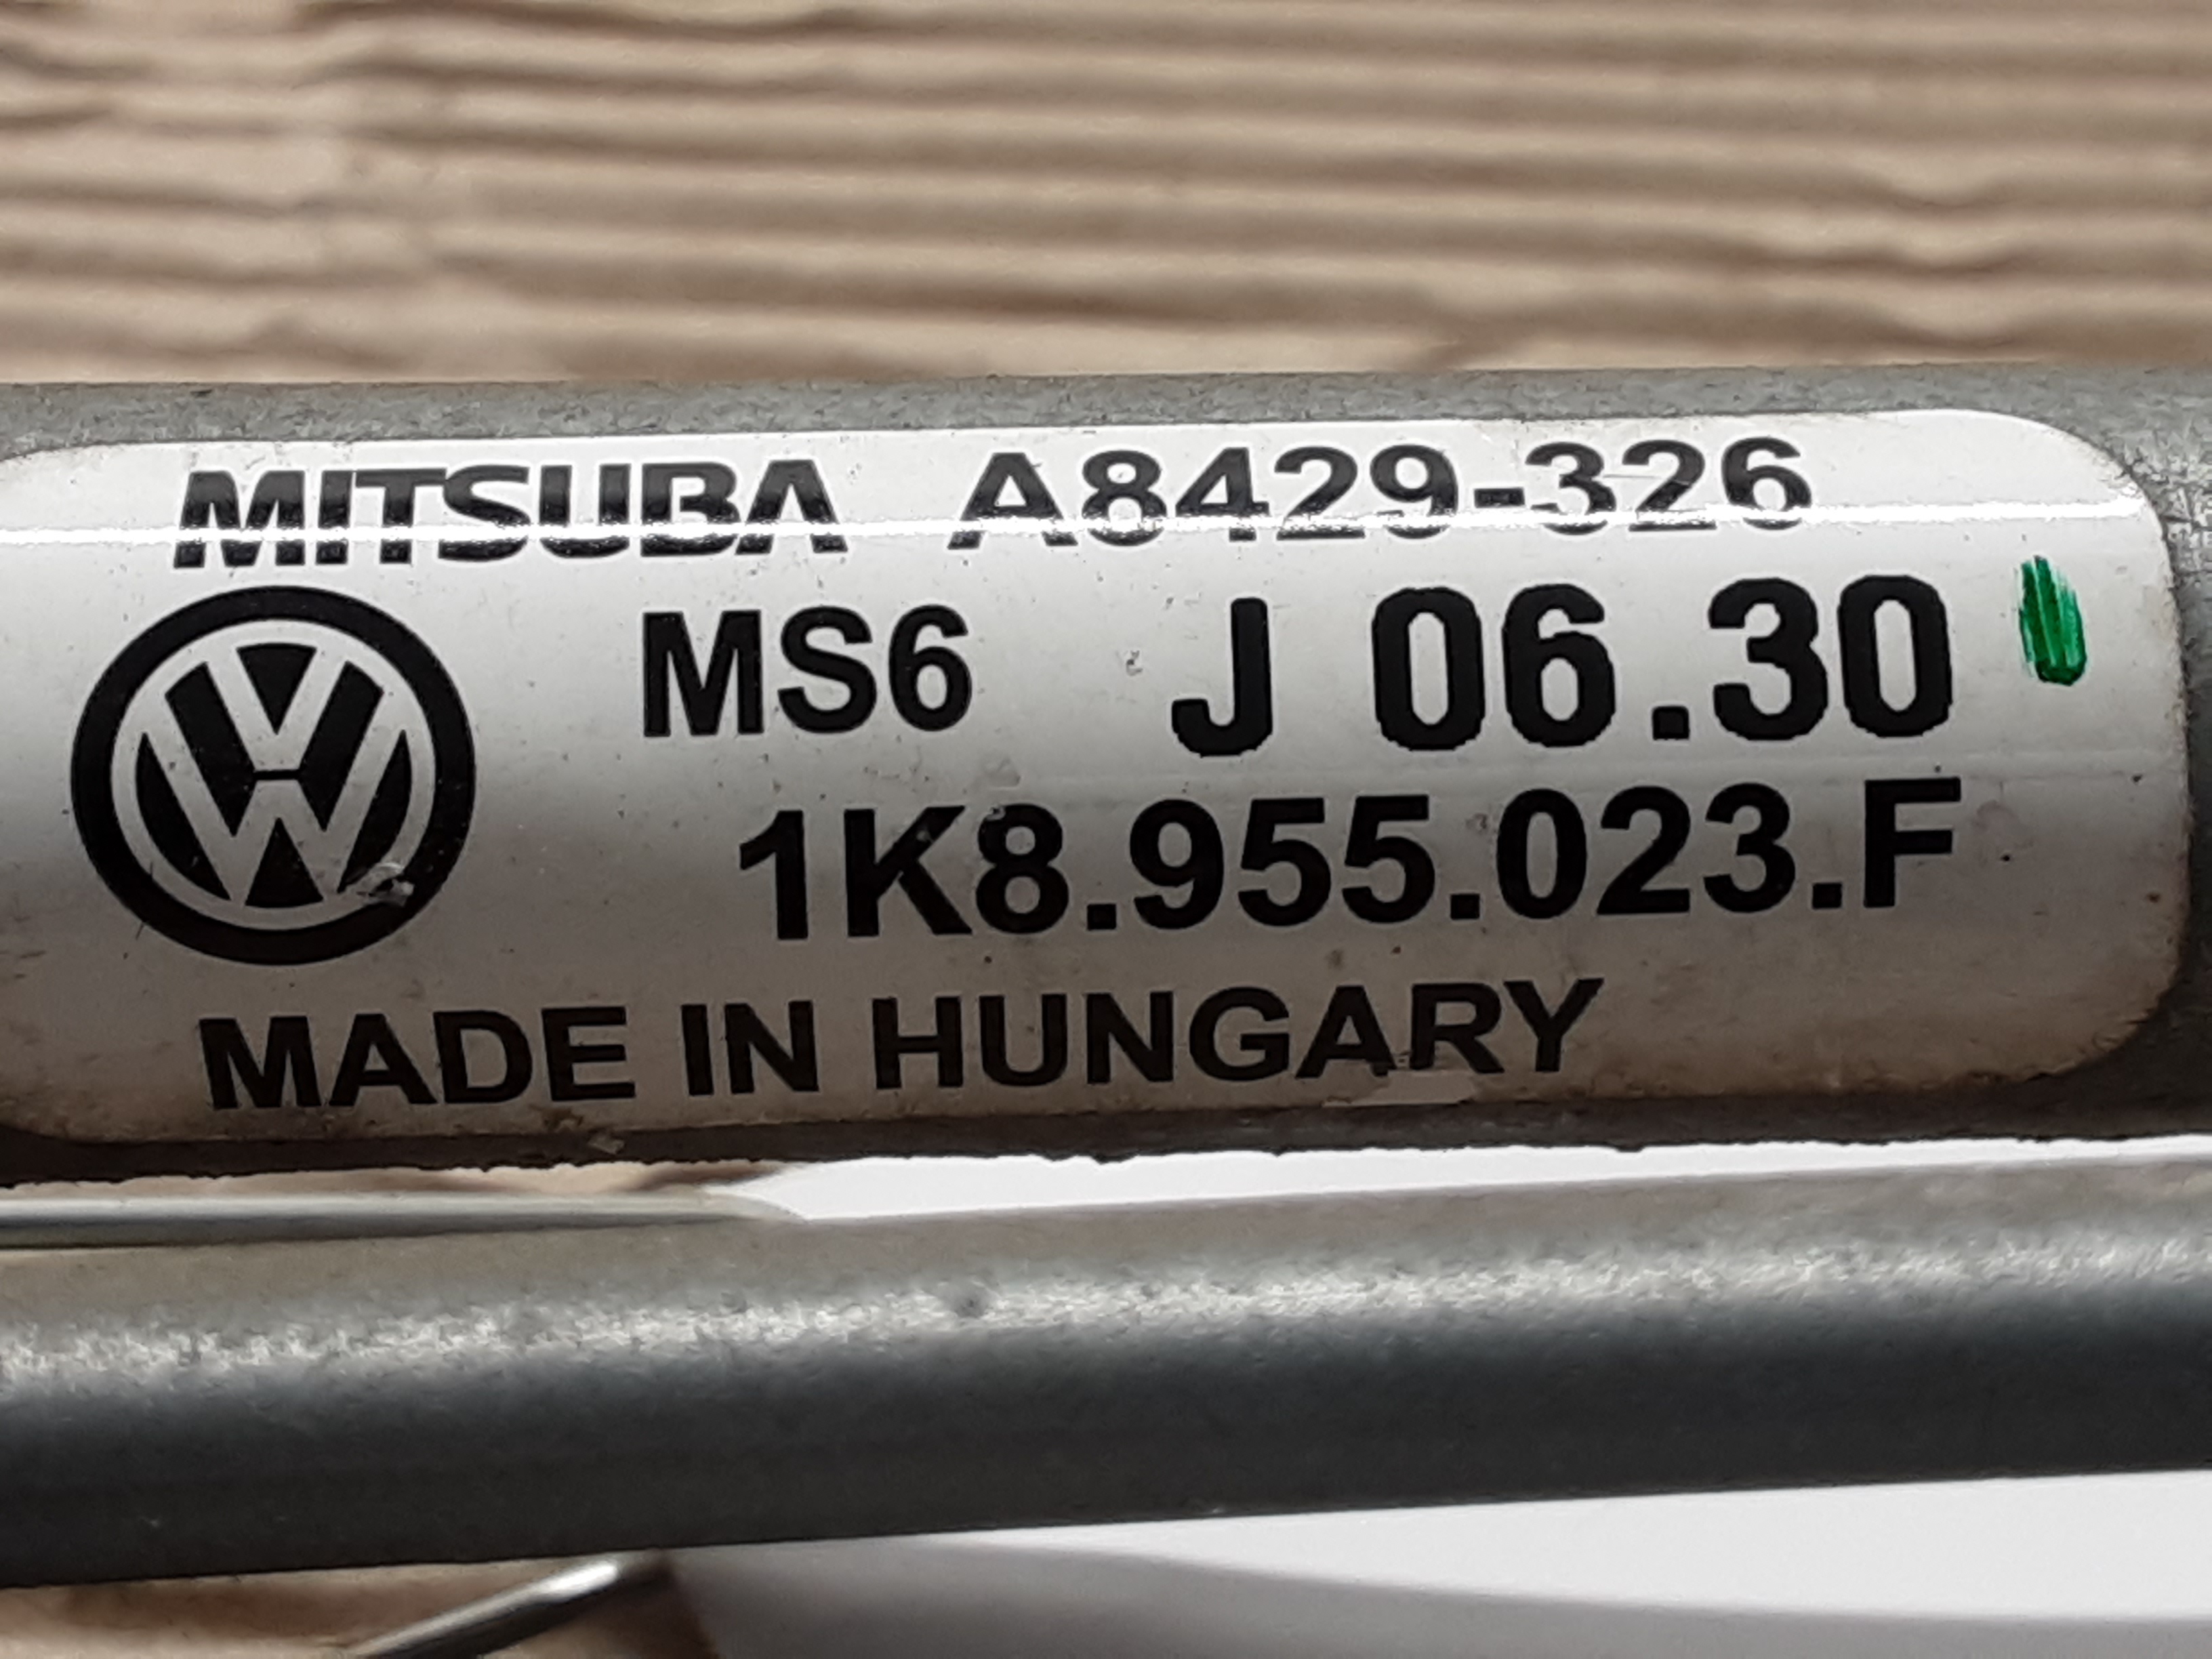 MITSUBA A8429-326
MS6 J 06.30
1K8.955.023.F
MADE IN HUNGARY